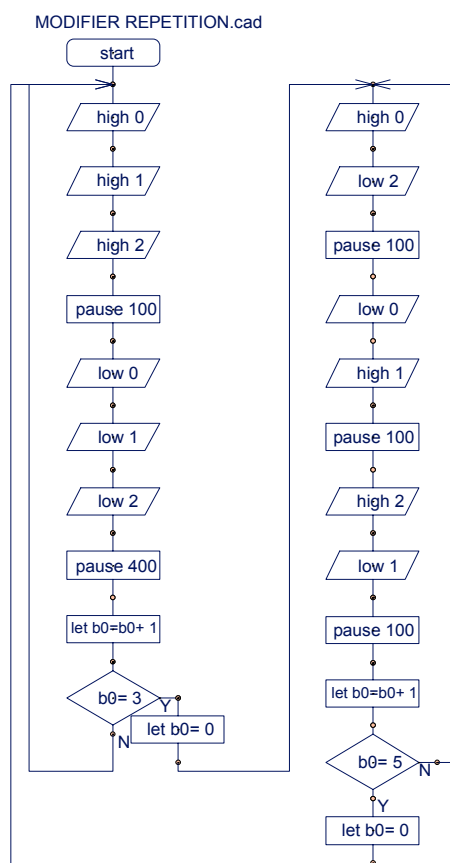 MODIFIER REPETITION.cad
start
high 0
high 1
high 2
pause 100
low 0
low 1
low 2
pause 400
let b0=b0+ 1
b0= 3
Y
N
let b0= 0
high 0
low 2
pause 100
low 0
high 1
pause 100
high 2
low 1
pause 100
let b0=b0+ 1
b0= 5
N
Y
let b0= 0